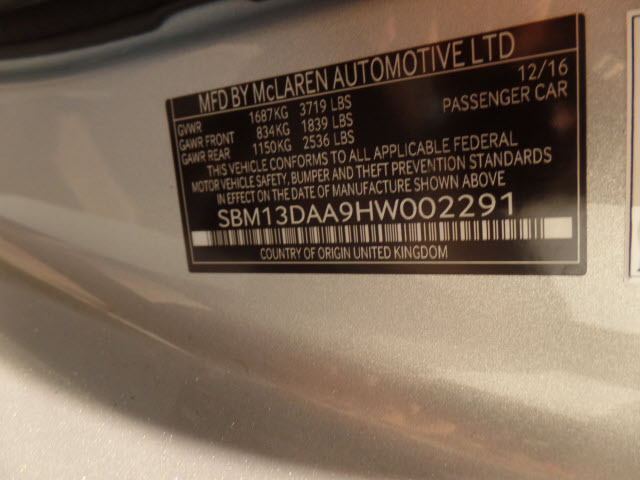 MFD BY McLAREN AUTOMOTIVE LTD
12/16
GVWR 1687KG 3719 LBS
PASSENGER CAR
GAWR FRONT 834KG 1839 LBS
GAWR REAR 1150KG 2536 LBS
THIS VEHICLE CONFORMS TO ALL APPLICABLE FEDERAL
MOTOR VEHICLE SAFETY, BUMPER AND THEFT PREVENTION STANDARDS
IN EFFECT ON THE DATE OF MANUFACTURE SHOWN ABOVE
SBM13DAA9HW002291
COUNTRY OF ORIGIN UNITED KINGDOM